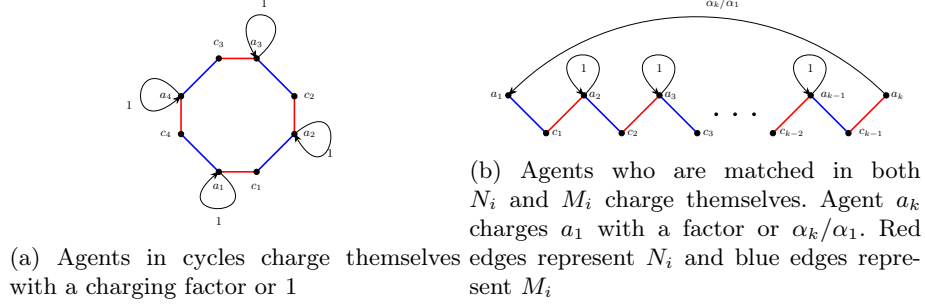 1
c₃
a₃
a₄
1
c₂
c₄
a₂
1
a₁
c₁
1
(a) Agents in cycles charge themselves
with a charging factor or 1
αₖ/α₁
1
1
1
a₁
a₂
a₃
aₖ₋₁
aₖ
c₁
c₂
c₃
. . .
cₖ₋₂
cₖ₋₁
(b) Agents who are matched in both
Nᵢ and Mᵢ charge themselves. Agent aₖ
charges a₁ with a factor or αₖ/α₁. Red
edges represent Nᵢ and blue edges repre-
sent Mᵢ